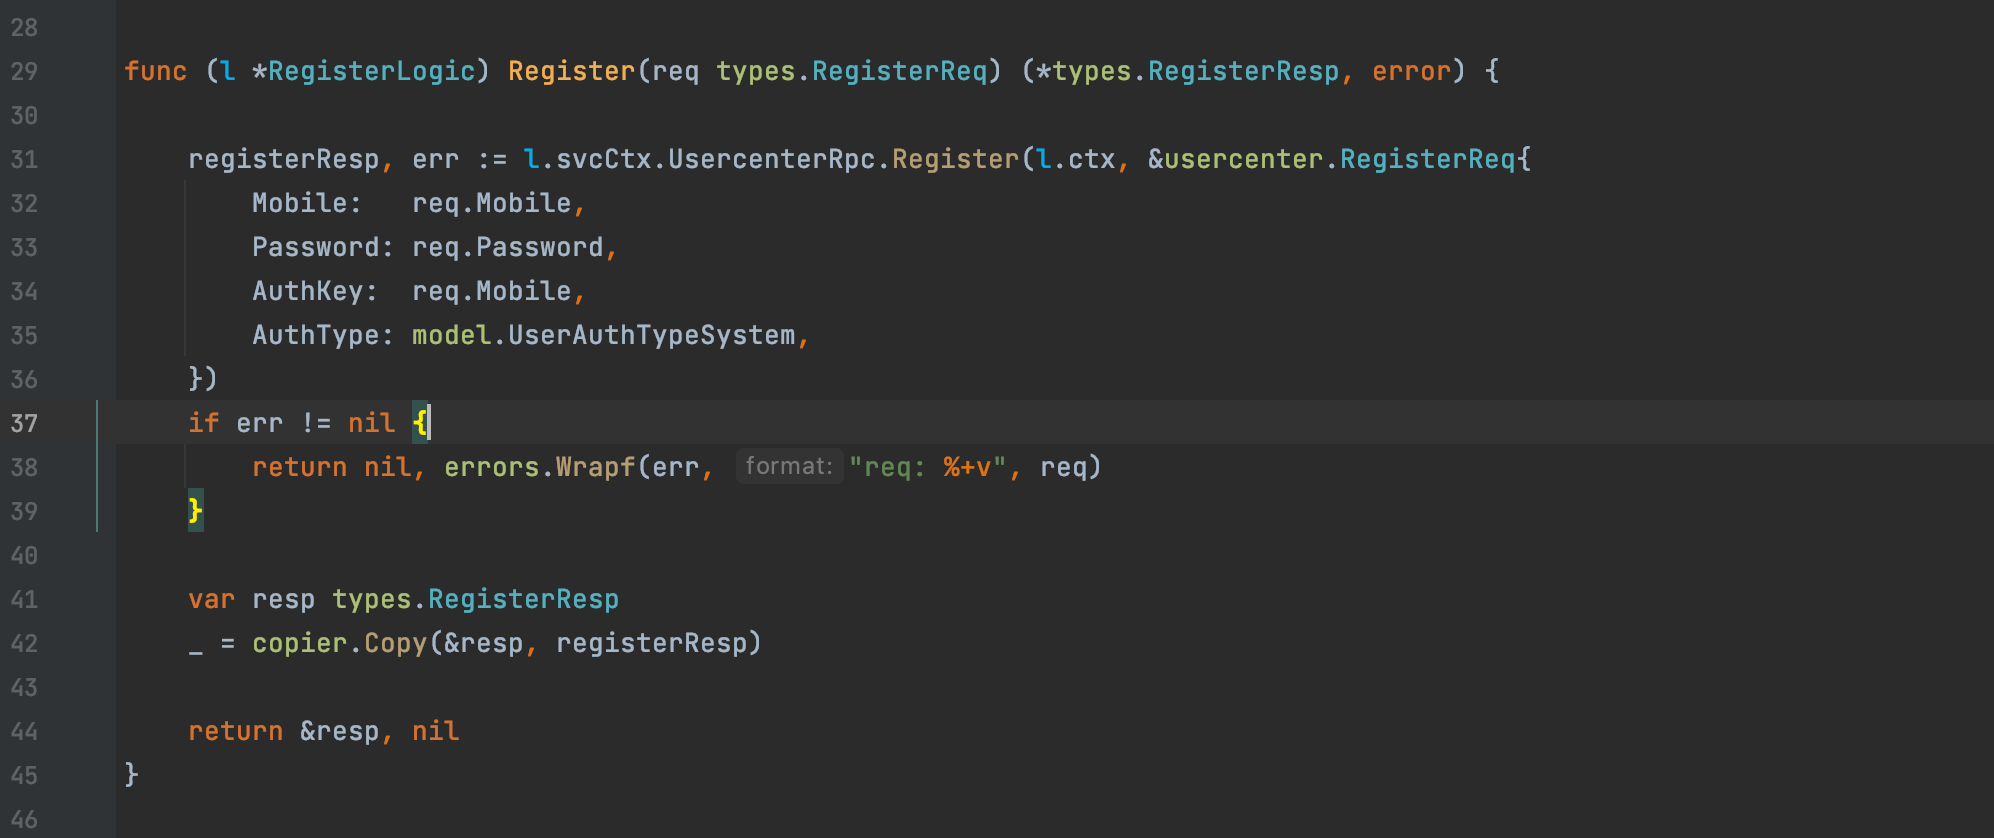 28
29 func (l *RegisterLogic) Register(req types.RegisterReq) (*types.RegisterResp, error) {
30
31     registerResp, err := l.svcCtx.UsercenterRpc.Register(l.ctx, &usercenter.RegisterReq{
32         Mobile:   req.Mobile,
33         Password: req.Password,
34         AuthKey:  req.Mobile,
35         AuthType: model.UserAuthTypeSystem,
36     })
37     if err != nil {
38         return nil, errors.Wrapf(err, format: "req: %+v", req)
39     }
40
41     var resp types.RegisterResp
42     _ = copier.Copy(&resp, registerResp)
43
44     return &resp, nil
45 }
46